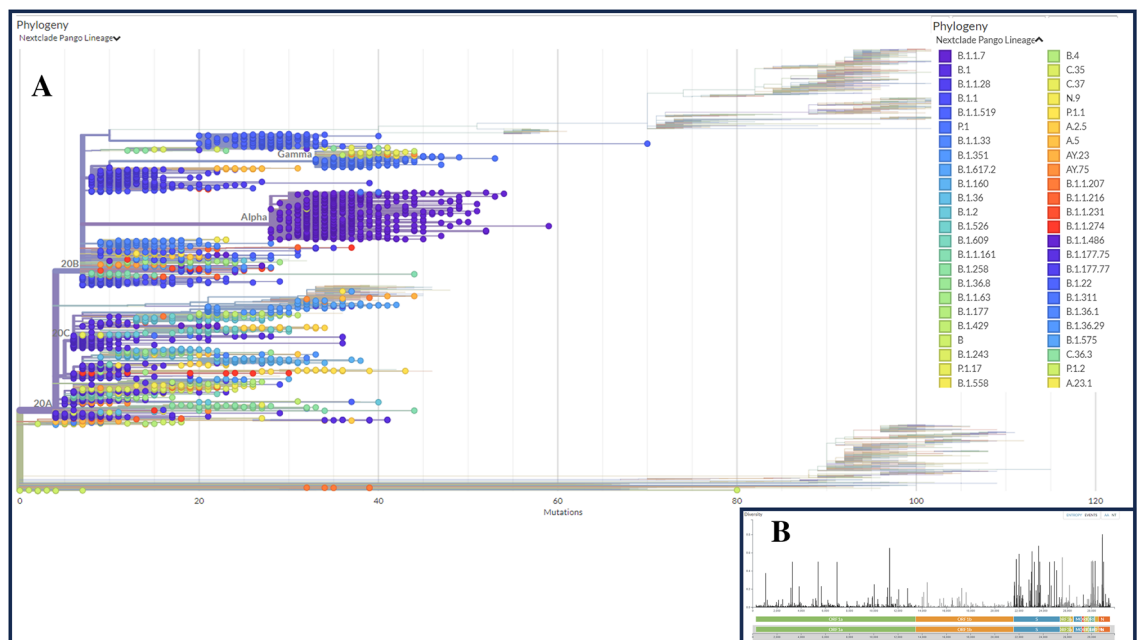 Phylogeny
Nextclade Pango Lineage
A
Gamma
Alpha
20B
20C
20A
0
20
40
60
80
100
120
Mutations
Phylogeny
Nextclade Pango Lineage
B.1.1.7
B.1
B.1.1.28
B.1.1
B.1.1.519
P.1
B.1.1.33
B.1.351
B.1.617.2
B.1.160
B.1.36
B.1.2
B.1.526
B.1.609
B.1.1.161
B.1.258
B.1.36.8
B.1.1.63
B.1.177
B.1.429
B
B.1.243
P.1.17
B.1.558
B.4
C.35
C.37
N.9
P.1.1
A.2.5
A.5
AY.23
AY.75
B.1.1.207
B.1.1.216
B.1.1.231
B.1.1.274
B.1.1.486
B.1.177.75
B.1.177.77
B.1.22
B.1.311
B.1.36.1
B.1.36.29
B.1.575
C.36.3
P.1.2
A.23.1
B
Diversity
ENTROPY EVENTS
AA NT
ORF1a
ORF1b
S
N